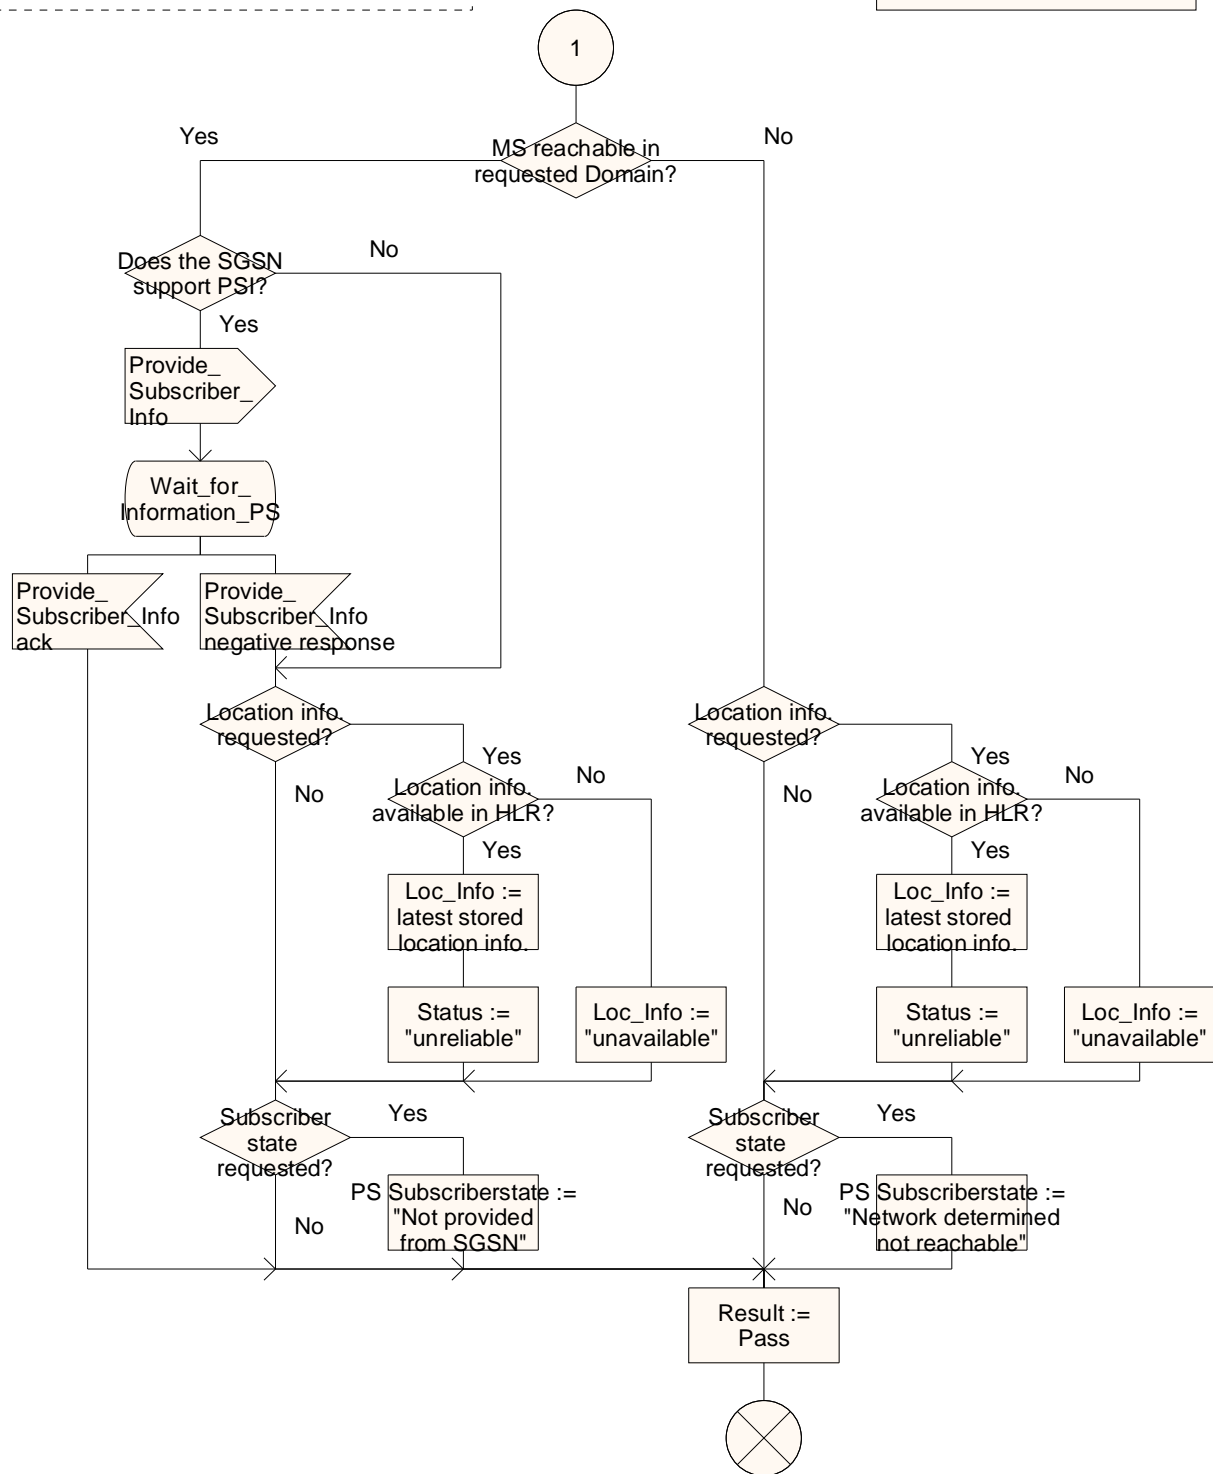 1
Yes
MS reachable in
requested Domain?
No
Does the SGSN
support PSI?
No
Yes
Provide_
Subscriber_
Info
Wait_for_
Information_PS
Provide_
Subscriber_Info
ack
Provide_
Subscriber_Info
negative response
Location info.
requested?
Yes
No
Location info.
available in HLR?
No
Yes
Loc_Info :=
latest stored
location info.
Status :=
"unreliable"
Loc_Info :=
"unavailable"
Subscriber
state
requested?
Yes
No
PS Subscriberstate :=
"Not provided
from SGSN"
Location info.
requested?
Yes
No
Location info.
available in HLR?
No
Yes
Loc_Info :=
latest stored
location info.
Status :=
"unreliable"
Loc_Info :=
"unavailable"
Subscriber
state
requested?
Yes
No
PS Subscriberstate :=
"Network determined
not reachable"
Result :=
Pass